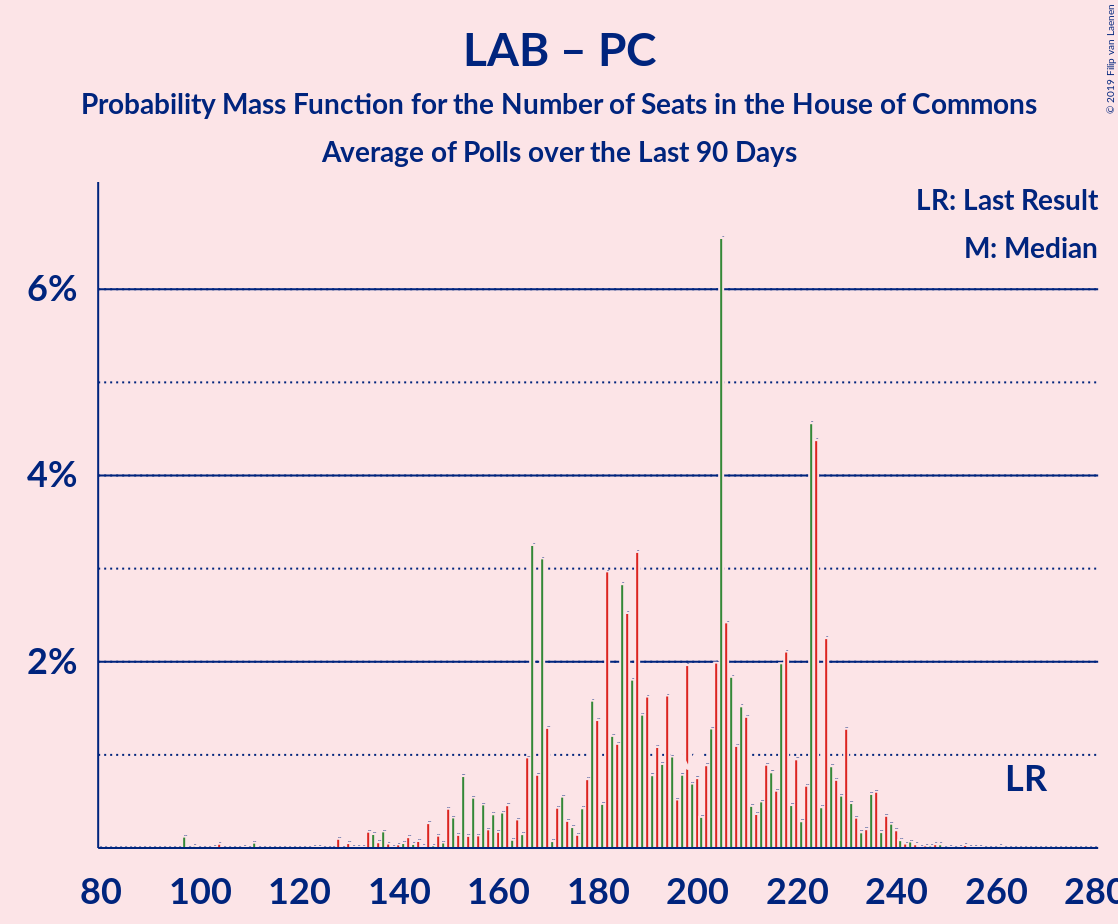 LAB – PC
Probability Mass Function for the Number of Seats in the House of Commons
Average of Polls over the Last 90 Days
© 2019 Filip van Laenen
LR: Last Result
M: Median
6%
4%
2%
LR
80 100 120 140 160 180 200 220 240 260 280